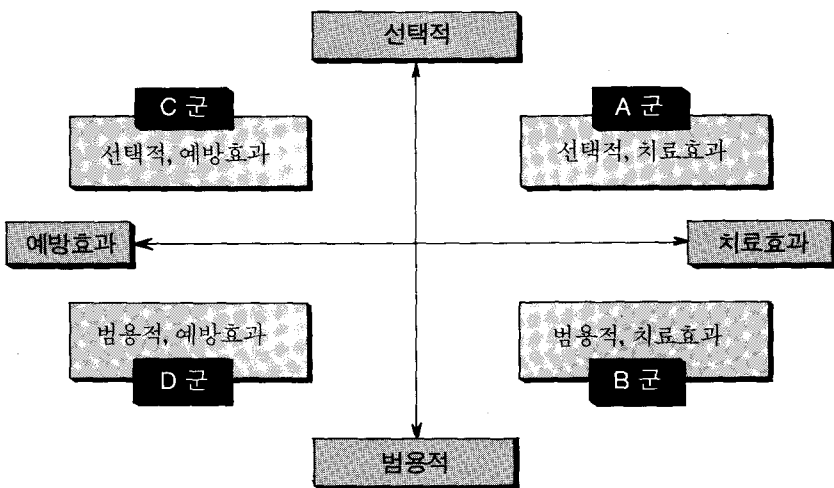 선택적
C 군
A 군
선택적, 예방효과
선택적, 치료효과
예방효과
치료효과
범용적, 예방효과
범용적, 치료효과
D 군
B 군
범용적